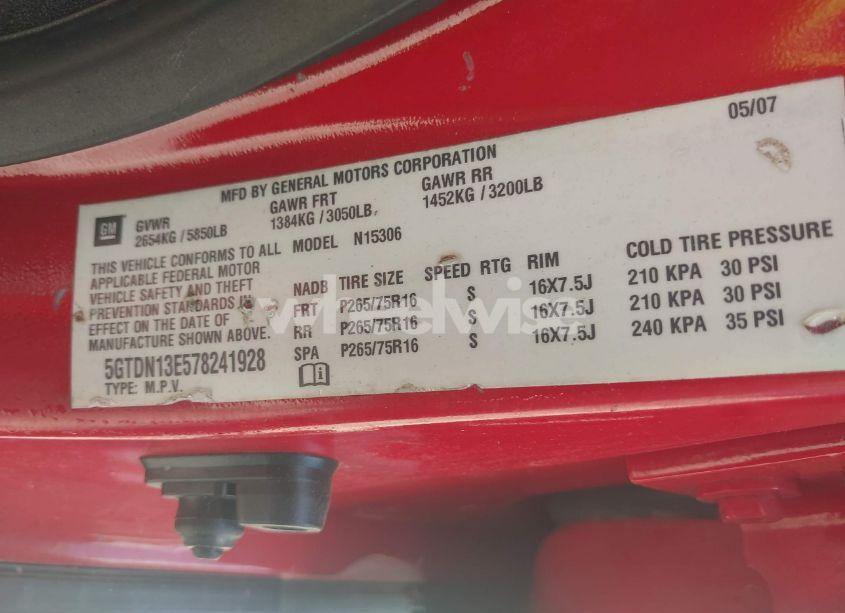 05/07
MFD BY GENERAL MOTORS CORPORATION
GM
GVWR GAWR FRT GAWR RR
2654KG / 5850LB 1384KG / 3050LB. 1452KG / 3200LB
THIS VEHICLE CONFORMS TO ALL
APPLICABLE FEDERAL MOTOR
VEHICLE SAFETY AND THEFT
PREVENTION STANDARDS IN
EFFECT ON THE DATE OF
MANUFACTURE SHOWN ABOVE.
5GTDN13E578241928
TYPE: M.P.V.
MODEL N15306
NADB TIRE SIZE SPEED RTG RIM COLD TIRE PRESSURE
FRT P265/75R16 S 16X7.5J 210 KPA 30 PSI
RR P265/75R16 S 16X7.5J 210 KPA 30 PSI
SPA P265/75R16 S 16X7.5J 240 KPA 35 PSI
wheelwise